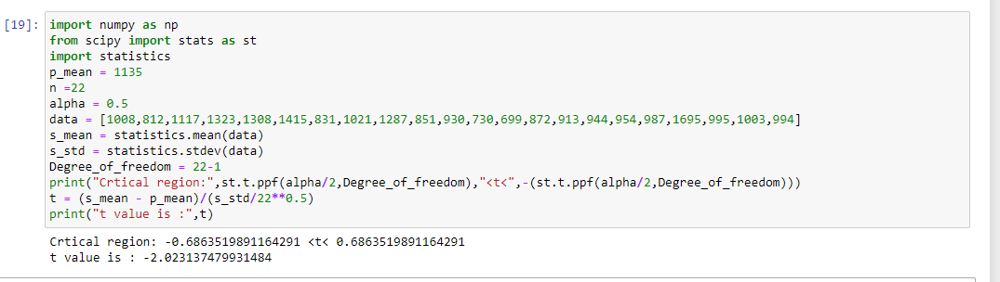 [19]: import numpy as np
from scipy import stats as st
import statistics
p_mean = 1135
n =22
alpha = 0.5
data = [1008,812,1117,1323,1308,1415,831,1021,1287,851,930,730,699,872,913,944,954,987,1695,995,1003,994]
s_mean = statistics.mean(data)
s_std = statistics.stdev(data)
Degree_of_freedom = 22-1
print("Crtical region:",st.t.ppf(alpha/2,Degree_of_freedom),"<t<",-(st.t.ppf(alpha/2,Degree_of_freedom)))
t = (s_mean - p_mean)/(s_std/22**0.5)
print("t value is :",t)
Crtical region: -0.6863519891164291 <t< 0.6863519891164291
t value is : -2.023137479931484